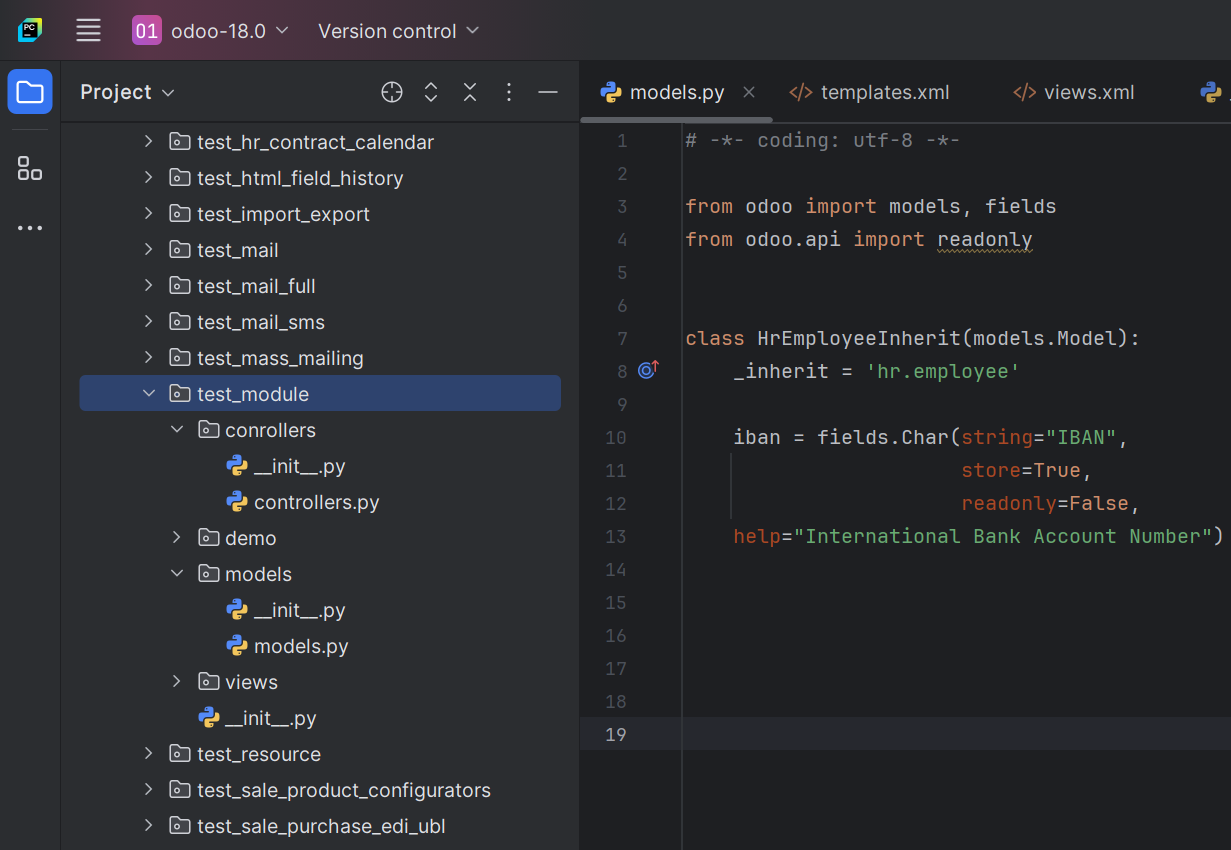 PC
01 odoo-18.0 Version control
Project
test_hr_contract_calendar
test_html_field_history
test_import_export
test_mail
test_mail_full
test_mail_sms
test_mass_mailing
test_module
conrollers
__init__.py
controllers.py
demo
models
__init__.py
models.py
views
__init__.py
test_resource
test_sale_product_configurators
test_sale_purchase_edi_ubl
models.py
</> templates.xml
</> views.xml
1 # -*- coding: utf-8 -*-
2
3 from odoo import models, fields
4 from odoo.api import readonly
5
6
7 class HrEmployeeInherit(models.Model):
8 _inherit = 'hr.employee'
9
10 iban = fields.Char(string="IBAN",
11 store=True,
12 readonly=False,
13 help="International Bank Account Number")
14
15
16
17
18
19